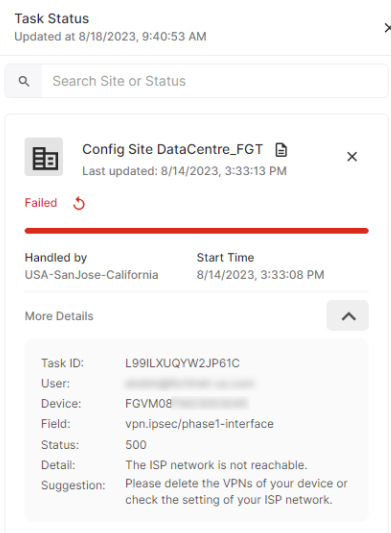 Task Status
Updated at 8/18/2023, 9:40:53 AM
Search Site or Status
Config Site DataCentre_FGT
Last updated: 8/14/2023, 3:33:13 PM
Failed
Handled by Start Time
USA-SanJose-California 8/14/2023, 3:33:08 PM
More Details
Task ID: L99ILXUQYW2JP61C
User:
Device: FGVM08
Field: vpn.ipsec/phase1-interface
Status: 500
Detail: The ISP network is not reachable.
Suggestion: Please delete the VPNs of your device or
check the setting of your ISP network.